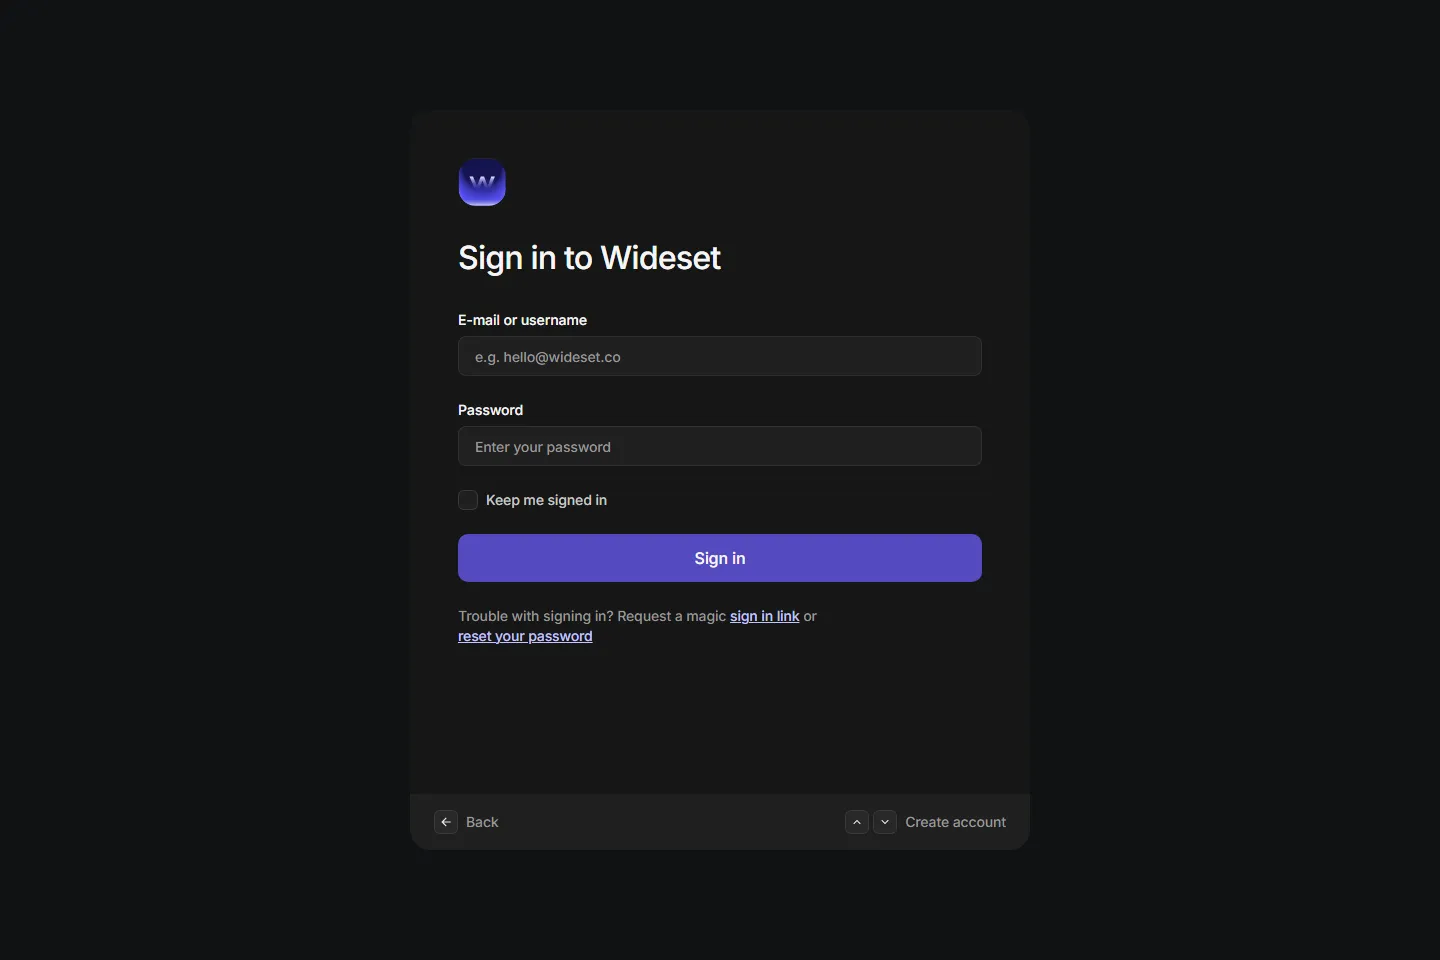 W
Sign in to Wideset
E-mail or username
e.g. hello@wideset.co
Password
Enter your password
Keep me signed in
Sign in
Trouble with signing in? Request a magic sign in link or
reset your password
Back
Create account